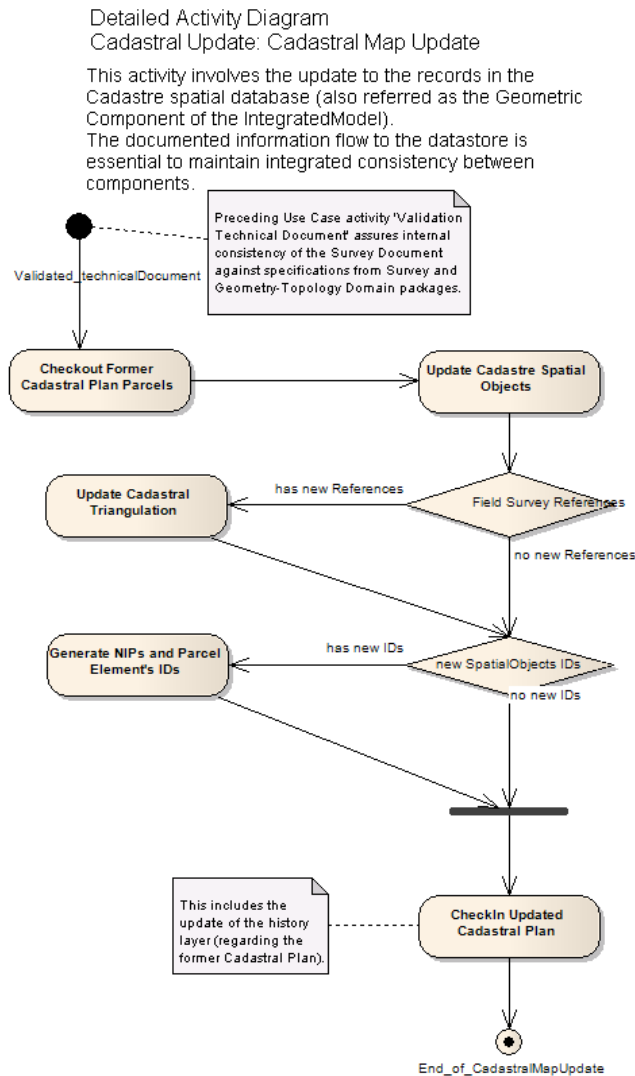 Detailed Activity Diagram
Cadastral Update: Cadastral Map Update
This activity involves the update to the records in the
Cadastre spatial database (also referred as the Geometric
Component of the IntegratedModel).
The documented information flow to the datastore is
essential to maintain integrated consistency between
components.
Preceding Use Case activity 'Validation
Technical Document' assures internal
consistency of the Survey Document
against specifications from Survey and
Geometry-Topology Domain packages.
Validated_technicalDocument
Checkout Former
Cadastral Plan Parcels
Update Cadastre Spatial
Objects
Update Cadastral
Triangulation
has new References
Field Survey References
no new References
Generate NIPs and Parcel
Element's IDs
has new IDs
new SpatialObjects IDs
no new IDs
This includes the
update of the history
layer (regarding the
former Cadastral Plan).
CheckIn Updated
Cadastral Plan
End_of_CadastralMapUpdate